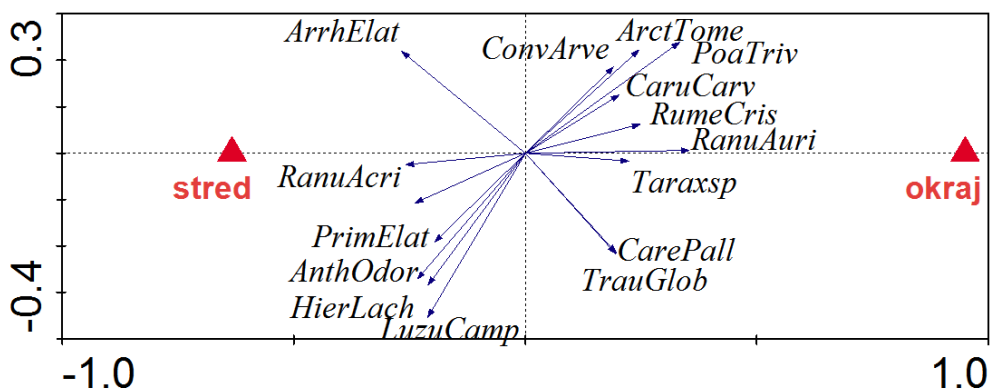 0.3
ArrhElat
ArctTome
ConvArve
PoaTriv
CaruCarv
RumeCris
RanuAuri
RanuAcri
Taraxsp
stred
okraj
PrimElat
CarePall
AnthOdor
TrauGlob
HierLach
LuzuCamp
-0.4
-1.0
1.0